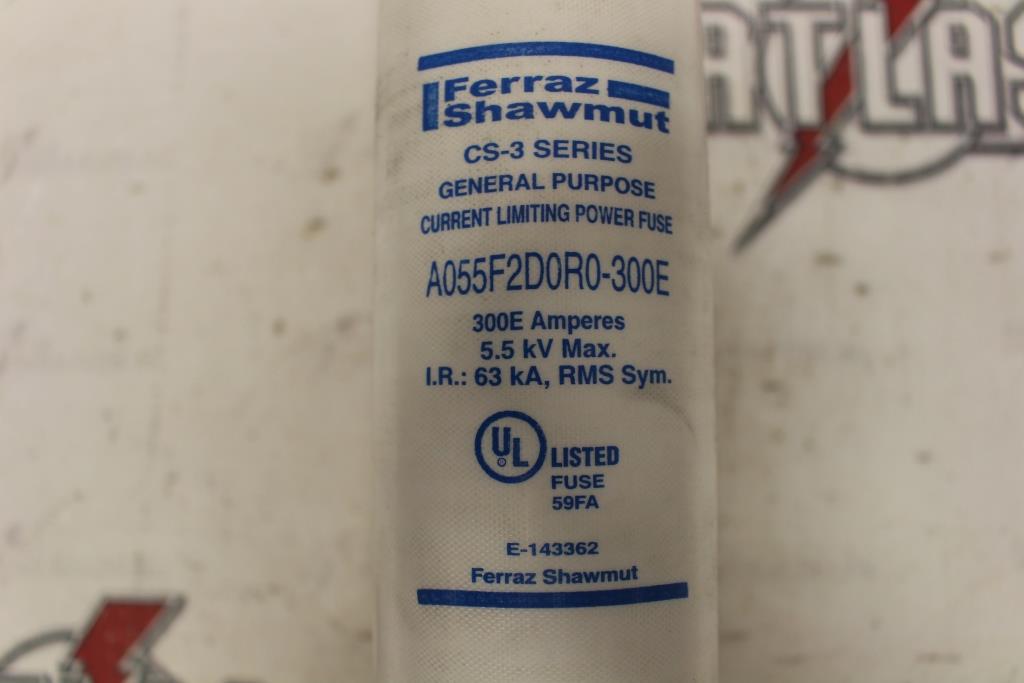 Ferraz
Shawmut
CS-3 SERIES
GENERAL PURPOSE
CURRENT LIMITING POWER FUSE
A055F2D0R0-300E
300E Amperes
5.5 kV Max.
I.R.: 63 kA, RMS Sym.
UL LISTED
FUSE
59FA
E-143362
Ferraz Shawmut
ATLAS